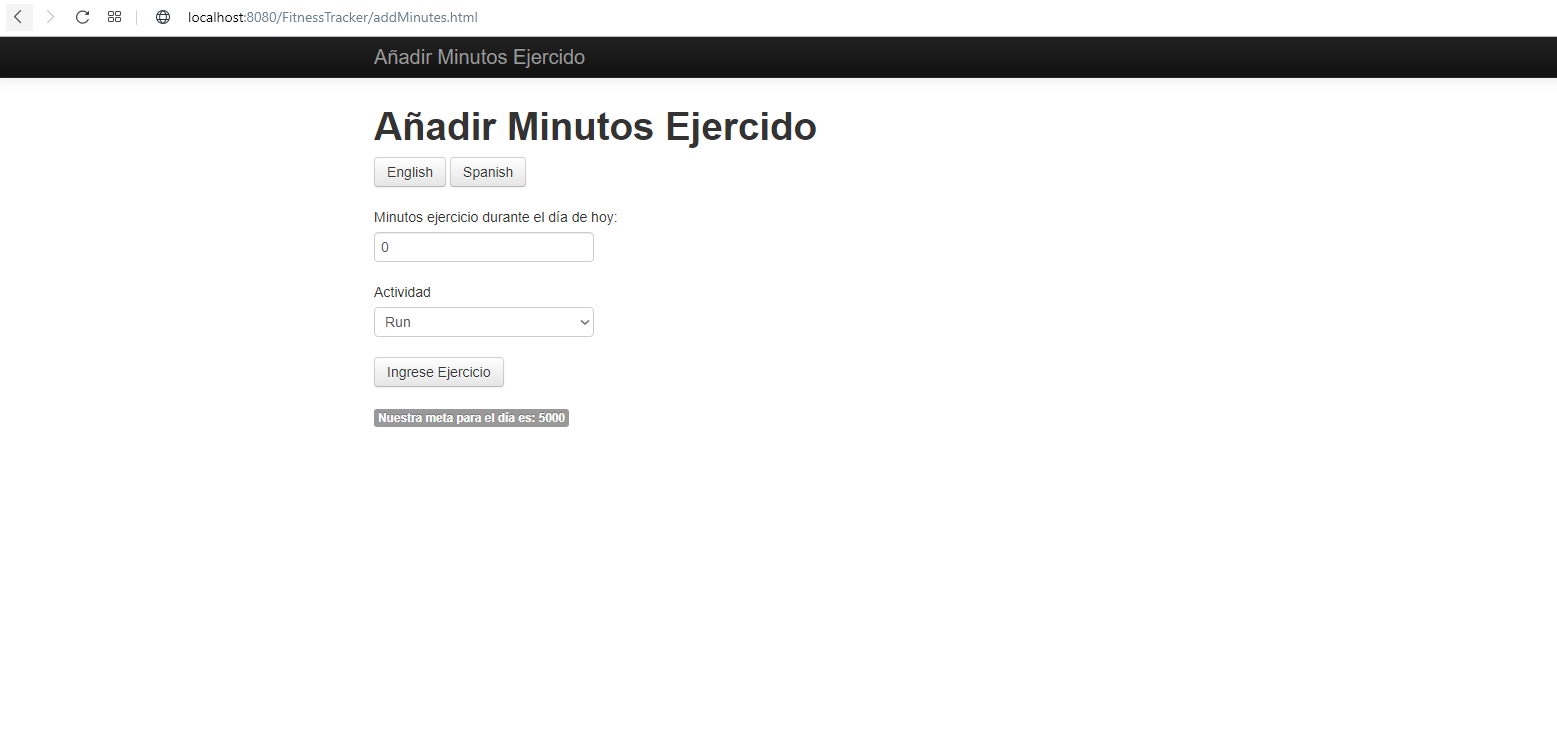 localhost:8080/FitnessTracker/addMinutes.html
Añadir Minutos Ejercido
Añadir Minutos Ejercido
English Spanish
Minutos ejercicio durante el día de hoy:
0
Actividad
Run
Ingrese Ejercicio
Nuestra meta para el día es: 5000